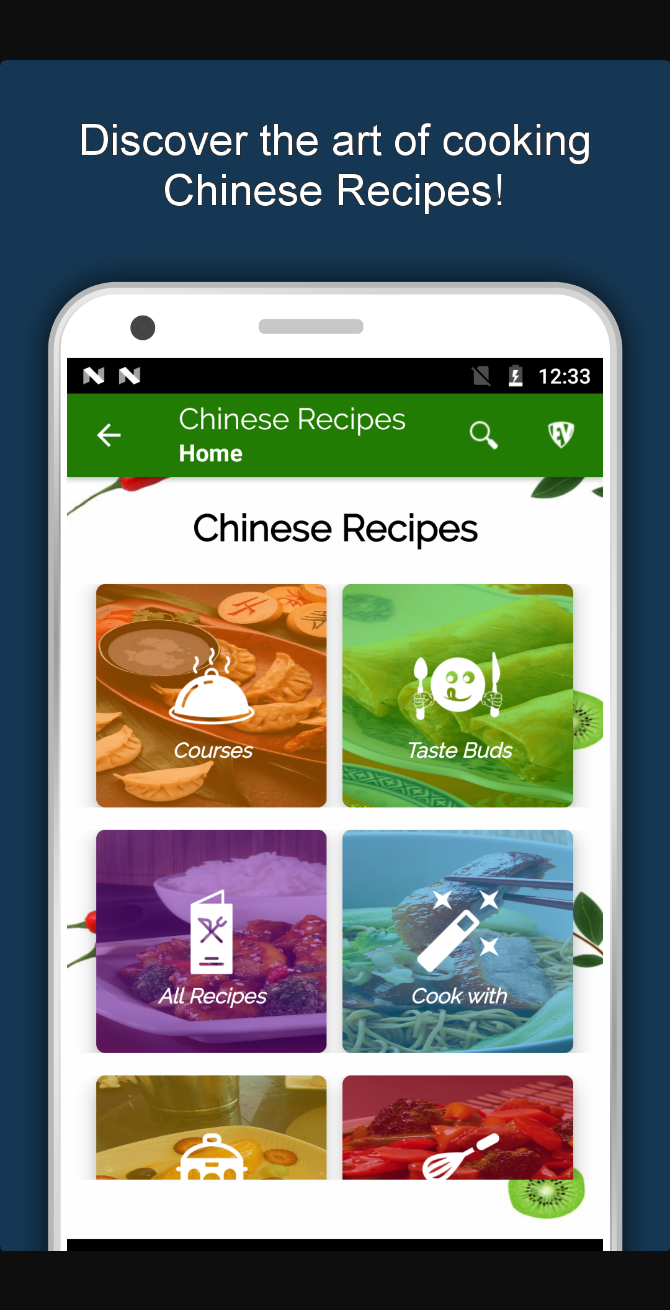 Discover the art of cooking
Chinese Recipes!
12:33
Chinese Recipes
Home
EV
Chinese Recipes
Courses
Taste Buds
All Recipes
Cook with